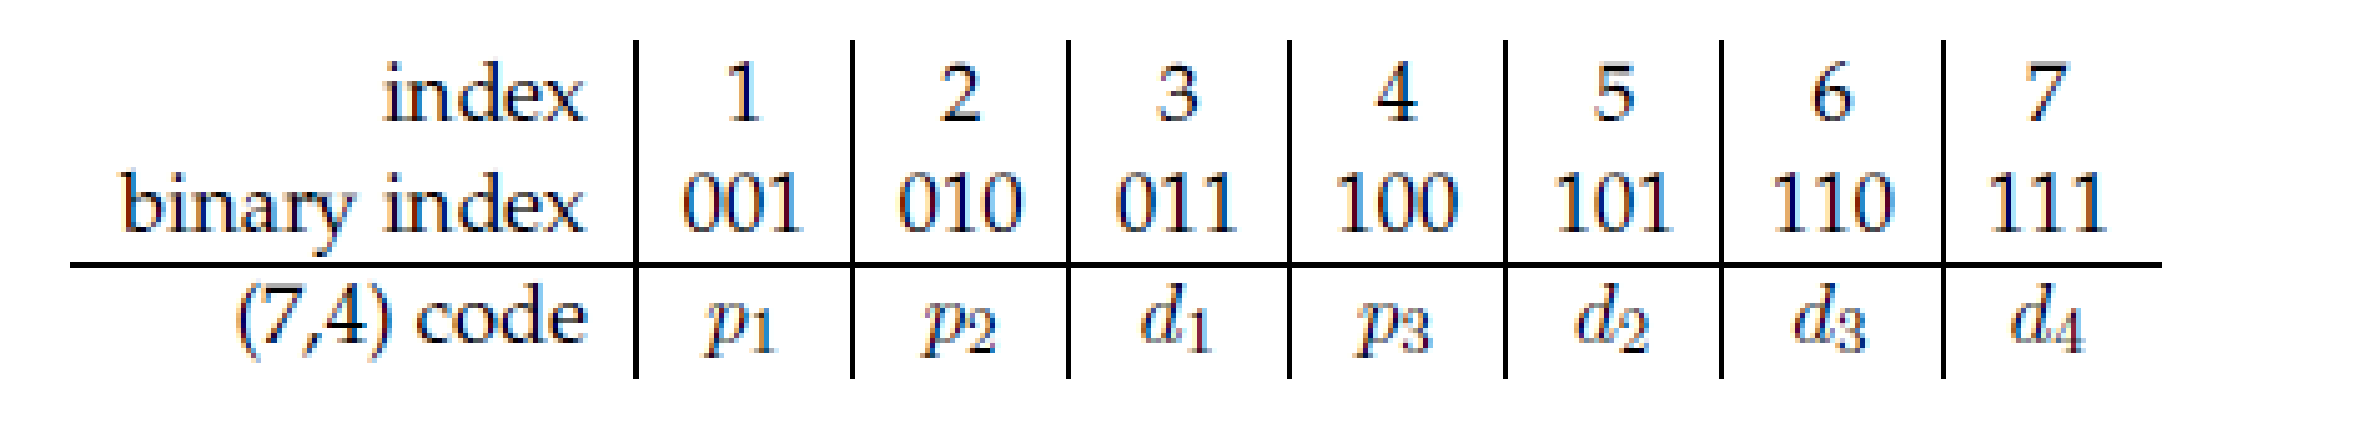 index 1 2 3 4 5 6 7
binary index 001 010 011 100 101 110 111
(7,4) code p₁ p₂ d₁ p₃ d₂ d₃ d₄